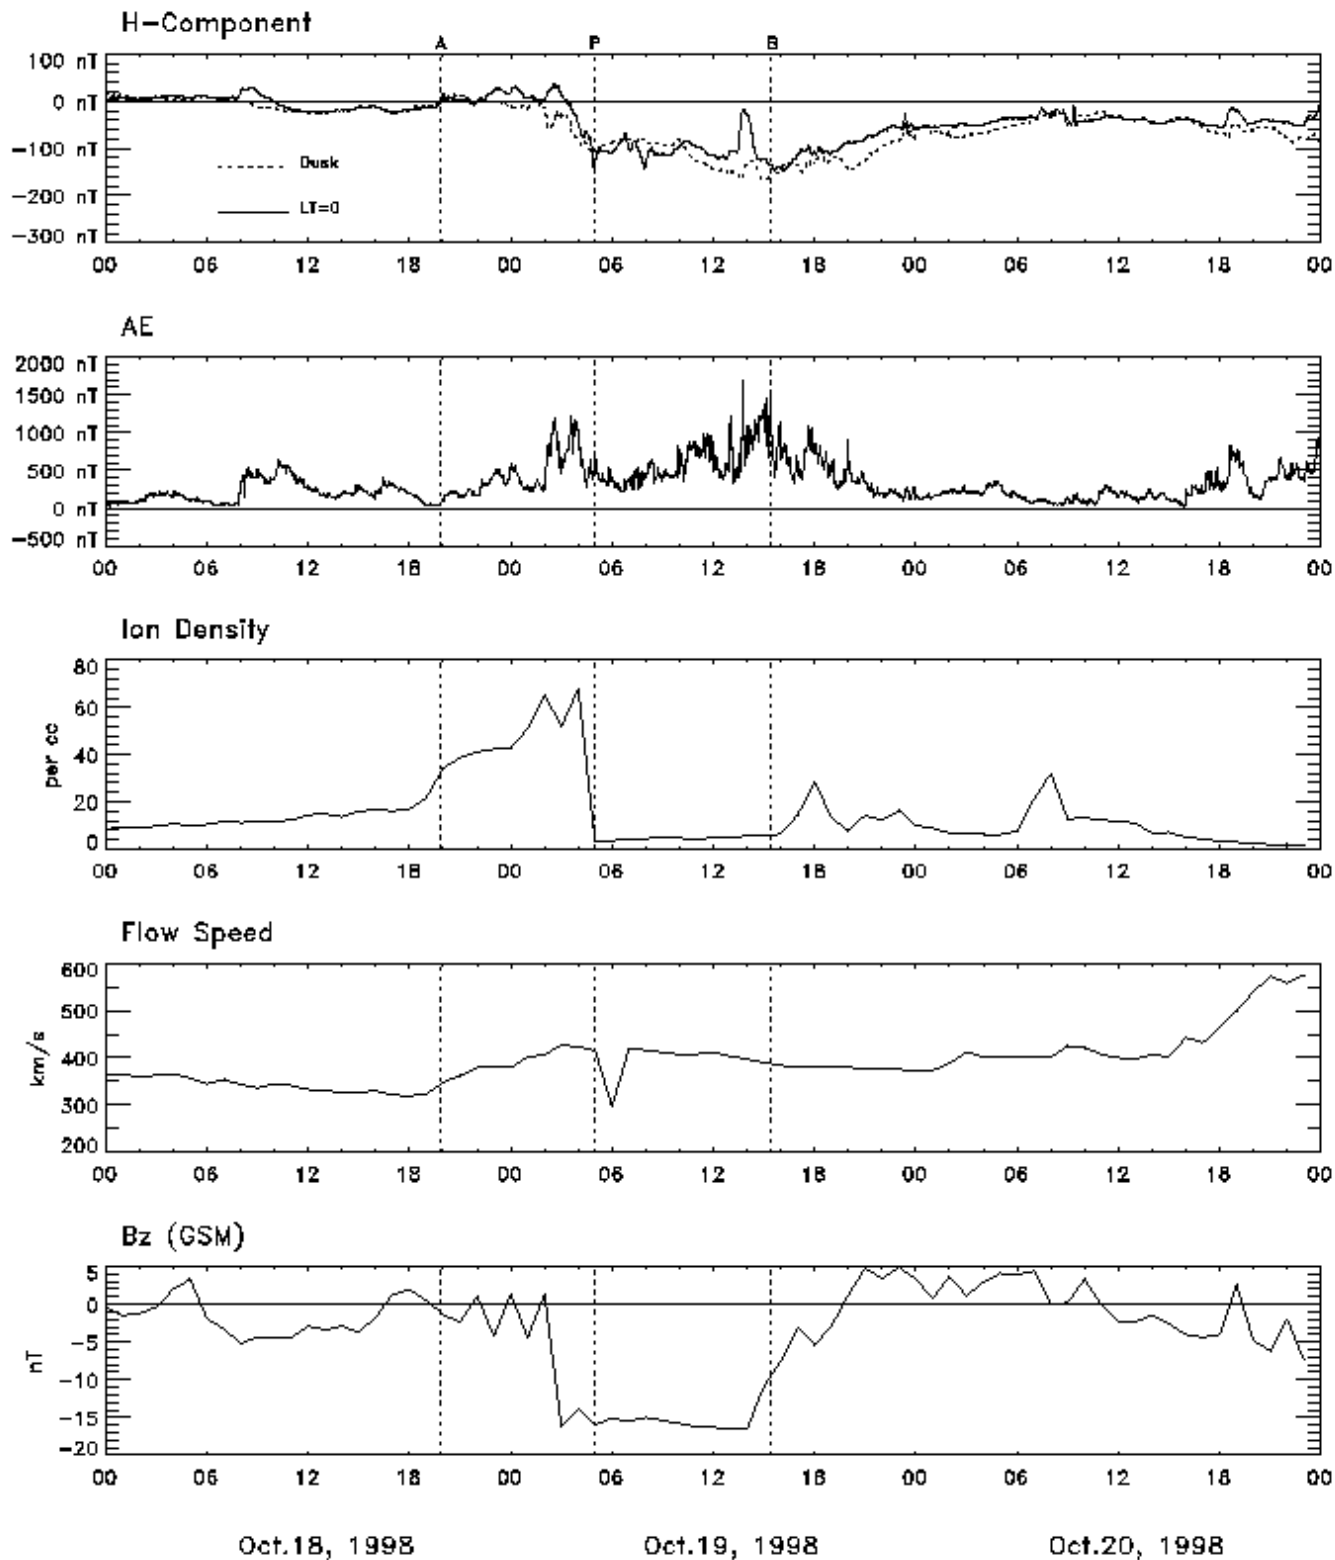 H-Component
A P B
100 nT
0 nT
-100 nT
-200 nT
-300 nT
Dusk
LT=0
00 06 12 18 00 06 12 18 00 06 12 18 00
AE
2000 nT
1500 nT
1000 nT
500 nT
0 nT
-500 nT
00 06 12 18 00 06 12 18 00 06 12 18 00
Ion Density
80
60
40
20
0
per cc
00 06 12 18 00 06 12 18 00 06 12 18 00
Flow Speed
600
500
400
300
200
km/s
00 06 12 18 00 06 12 18 00 06 12 18 00
Bz (GSM)
5
0
-5
-10
-15
-20
nT
00 06 12 18 00 06 12 18 00 06 12 18 00
Oct.18, 1998 Oct.19, 1998 Oct.20, 1998